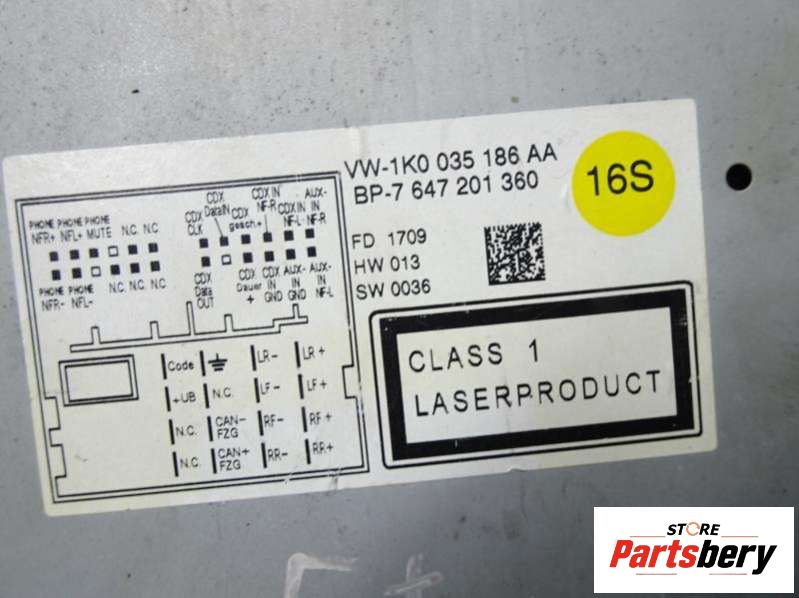 VW-1K0 035 186 AA
BP-7 647 201 360
16S
FD 1709
HW 013
SW 0036
CLASS 1
LASERPRODUCT
PHONE NFR+
PHONE NFL+
PHONE MUTE
N.C.
N.C.
CDX CLK
CDX DataIN
CDX gesch.+
CDX IN NF-R
CDX IN NF-L
AUX-IN NF-R
PHONE NFR-
PHONE NFL-
N.C.
N.C.
N.C.
CDX Data OUT
CDX Dauer +
CDX IN GND
AUX-IN GND
AUX-IN NF-L
Code LR- LR+
+UB N.C. LF- LF+
N.C. CAN-FZG RF- RF+
N.C. CAN+FZG RR- RR+
STORE
Partsbery